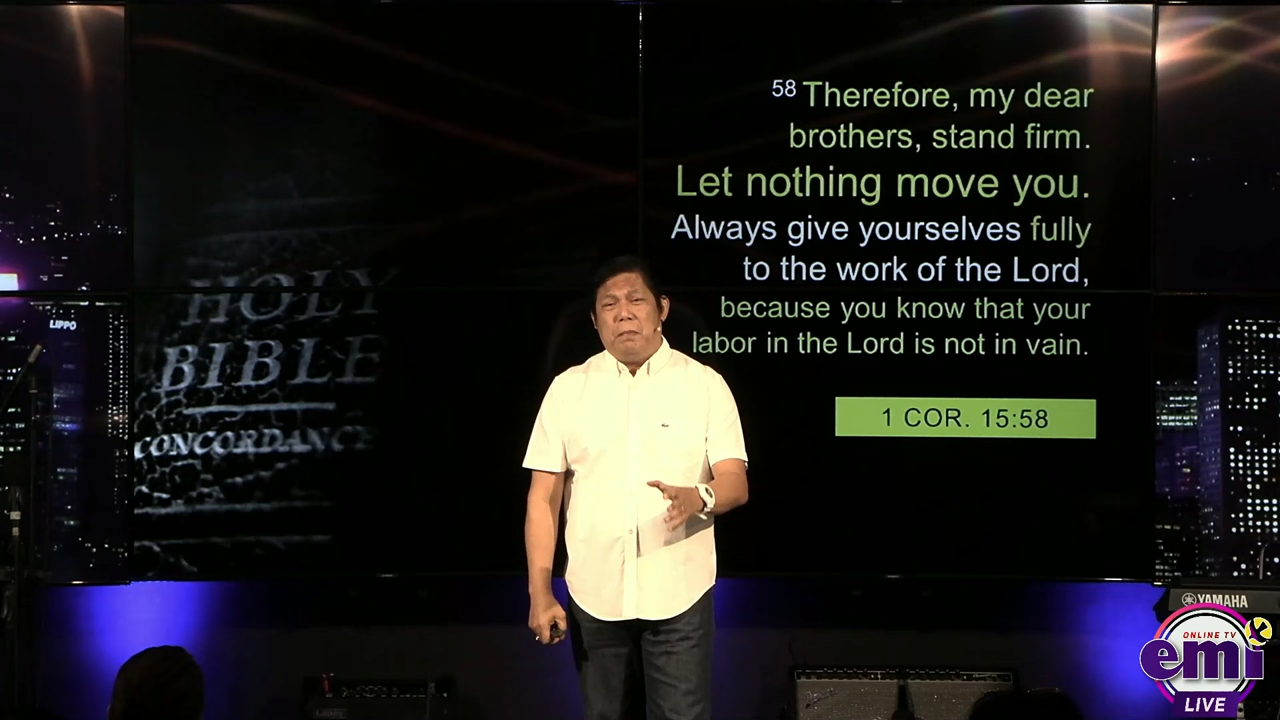 58 Therefore, my dear
brothers, stand firm.
Let nothing move you.
Always give yourselves fully
to the work of the Lord,
because you know that your
labor in the Lord is not in vain.
1 COR. 15:58
HOLY
BIBLE
CONCORDANCE
LIPPO
YAMAHA
ONLINE TV
emi
LIVE